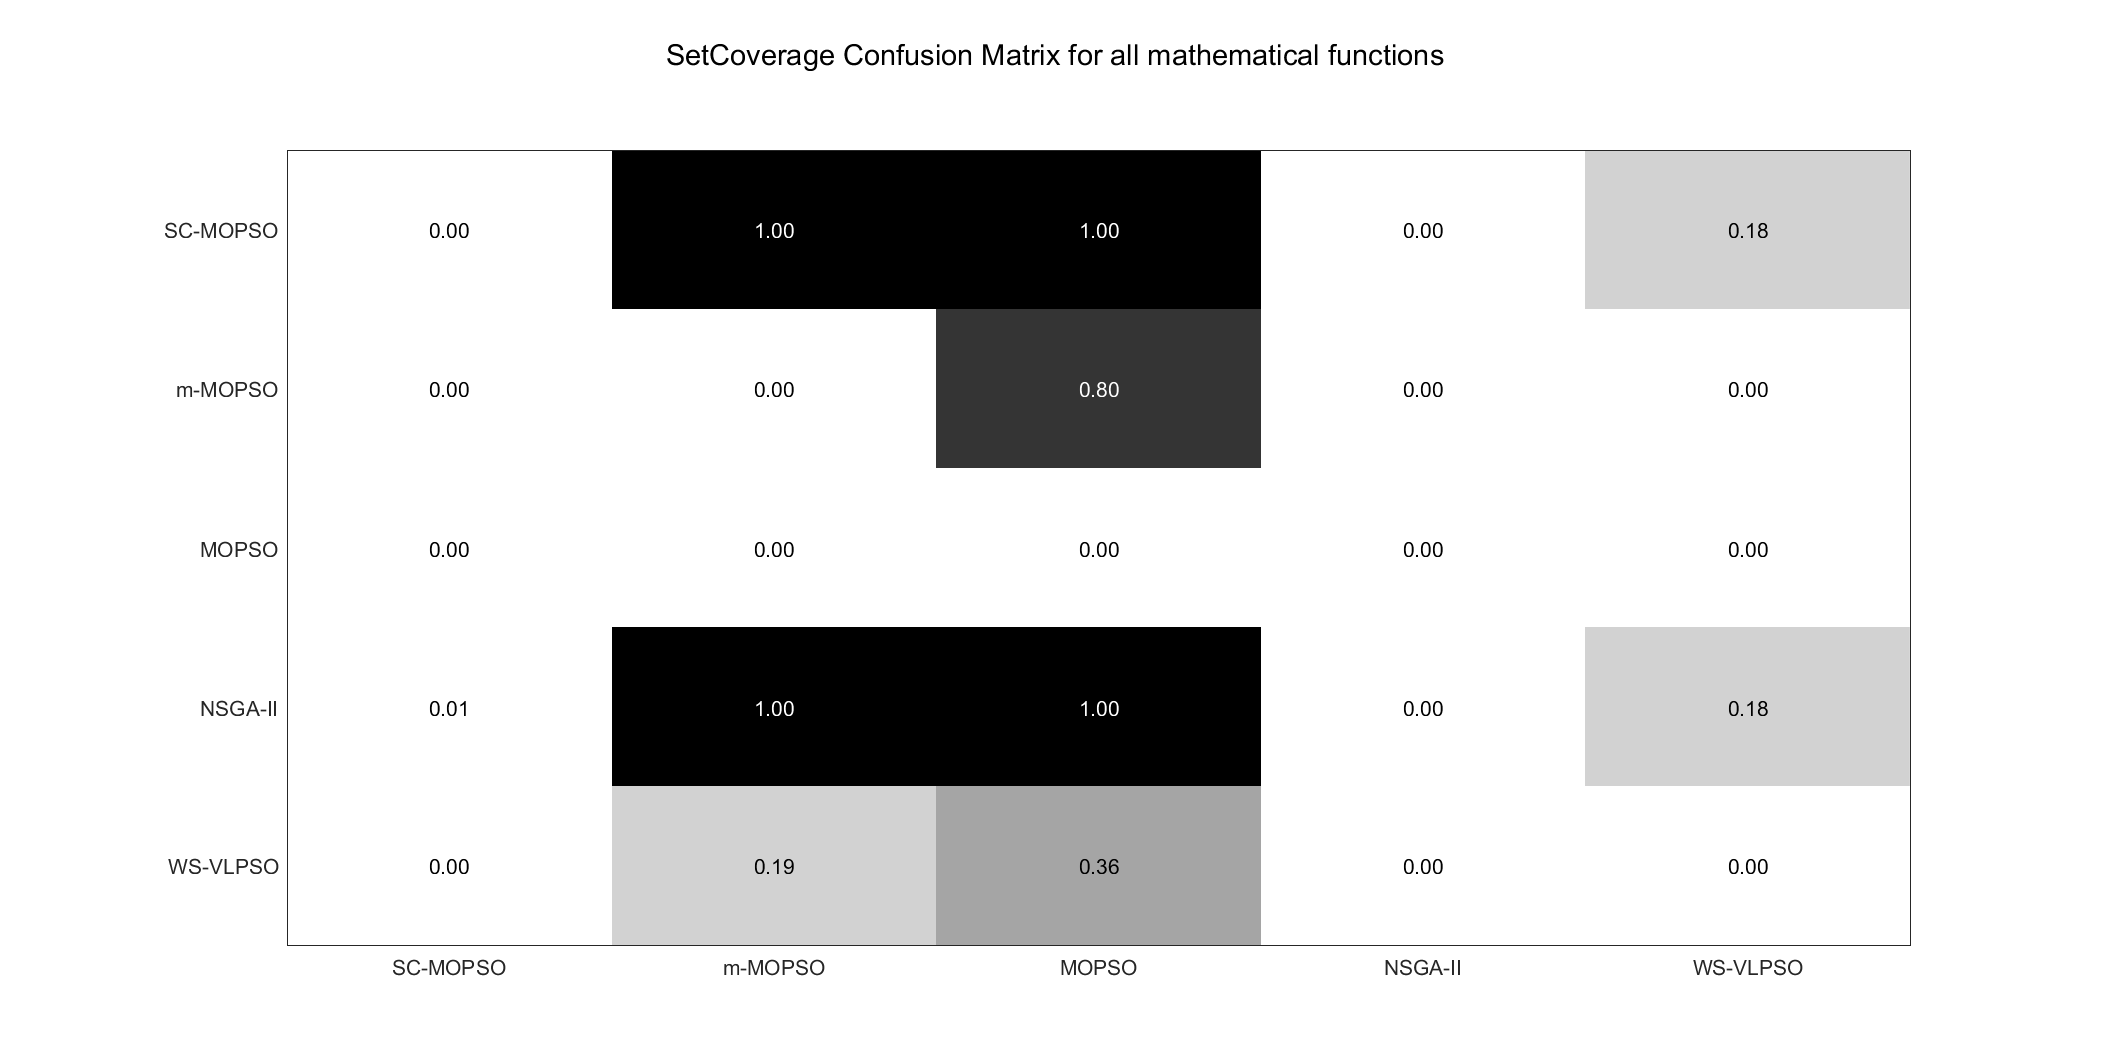 SetCoverage Confusion Matrix for all mathematical functions
SC-MOPSO 0.00 1.00 1.00 0.00 0.18
m-MOPSO 0.00 0.00 0.80 0.00 0.00
MOPSO 0.00 0.00 0.00 0.00 0.00
NSGA-II 0.01 1.00 1.00 0.00 0.18
WS-VLPSO 0.00 0.19 0.36 0.00 0.00
SC-MOPSO m-MOPSO MOPSO NSGA-II WS-VLPSO